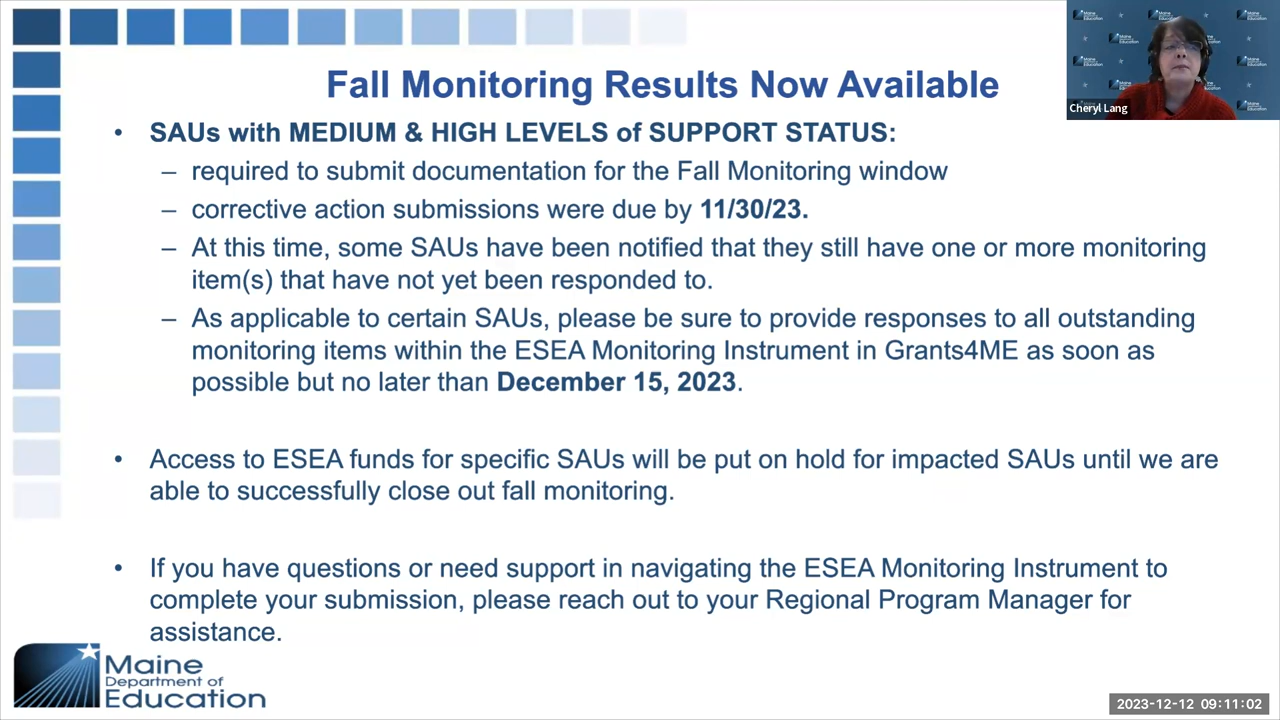 Fall Monitoring Results Now Available
• SAUs with MEDIUM & HIGH LEVELS of SUPPORT STATUS:
– required to submit documentation for the Fall Monitoring window
– corrective action submissions were due by 11/30/23.
– At this time, some SAUs have been notified that they still have one or more monitoring
item(s) that have not yet been responded to.
– As applicable to certain SAUs, please be sure to provide responses to all outstanding
monitoring items within the ESEA Monitoring Instrument in Grants4ME as soon as
possible but no later than December 15, 2023.
• Access to ESEA funds for specific SAUs will be put on hold for impacted SAUs until we are
able to successfully close out fall monitoring.
• If you have questions or need support in navigating the ESEA Monitoring Instrument to
complete your submission, please reach out to your Regional Program Manager for
assistance.
Maine
Department of
Education
Cheryl Lang
2023-12-12 09:11:02